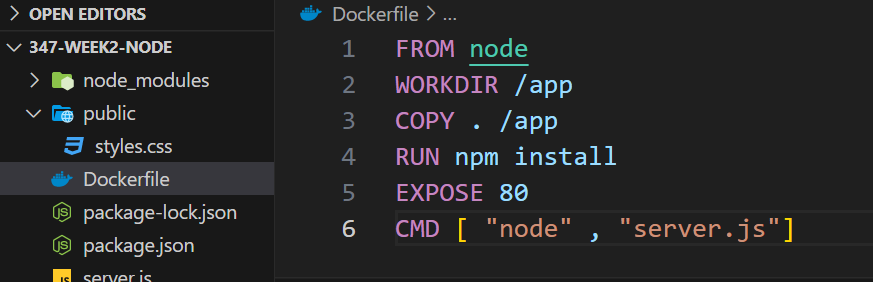 OPEN EDITORS
347-WEEK2-NODE
node_modules
public
styles.css
Dockerfile
package-lock.json
package.json
server.js
Dockerfile > ...
1 FROM node
2 WORKDIR /app
3 COPY . /app
4 RUN npm install
5 EXPOSE 80
6 CMD [ "node" , "server.js"]